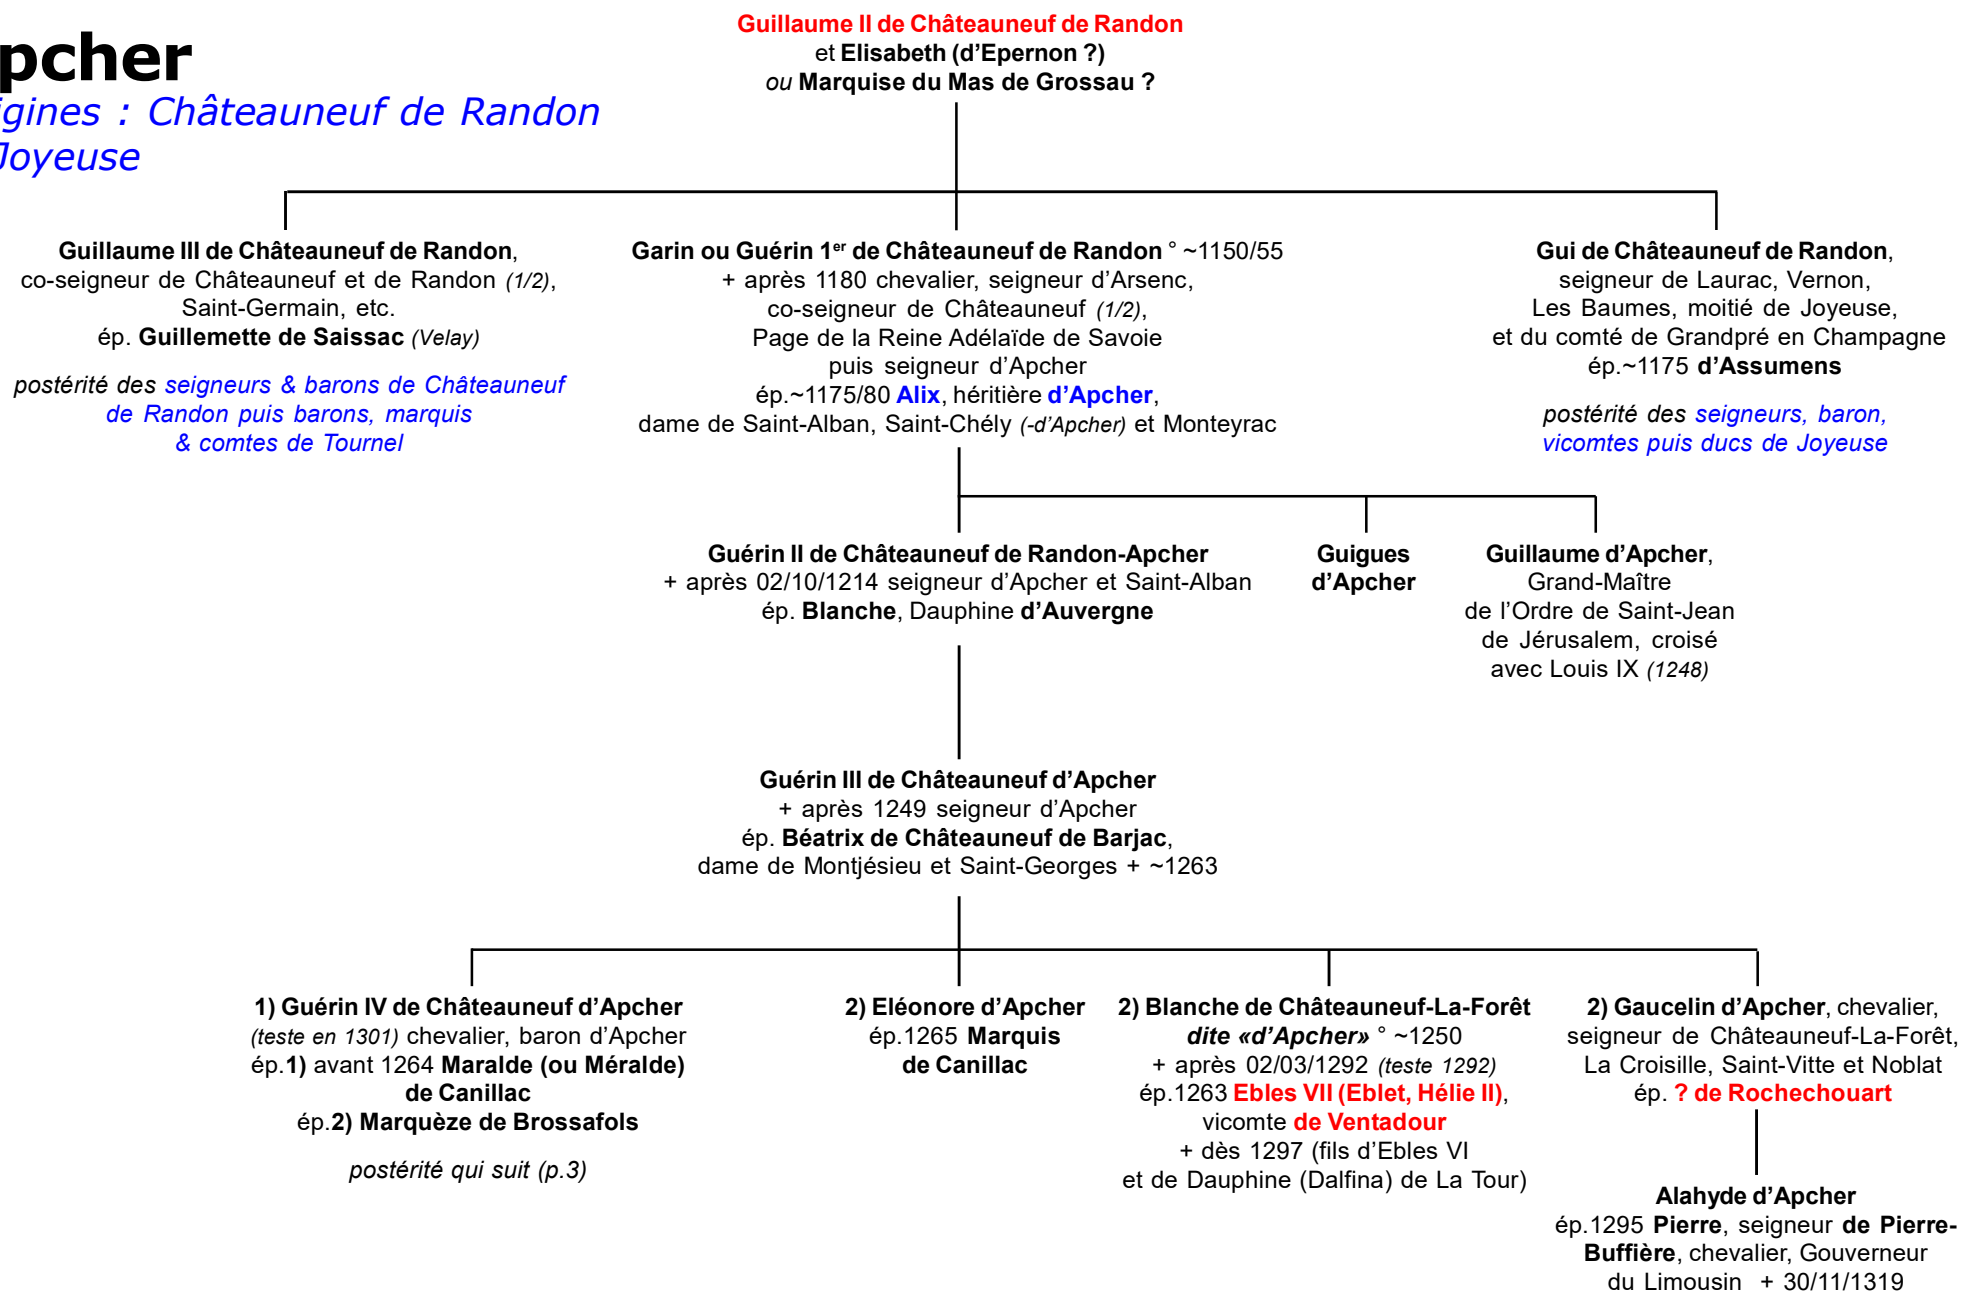 pcher
gines : Châteauneuf de Randon
Joyeuse
Guillaume II de Châteauneuf de Randon
et Elisabeth (d'Epernon ?)
ou Marquise du Mas de Grossau ?
Guillaume III de Châteauneuf de Randon,
co-seigneur de Châteauneuf et de Randon (1/2),
Saint-Germain, etc.
ép. Guillemette de Saissac (Velay)
postérité des seigneurs & barons de Châteauneuf
de Randon puis barons, marquis
& comtes de Tournel
Garin ou Guérin 1er de Châteauneuf de Randon ° ~1150/55
+ après 1180 chevalier, seigneur d'Arsenc,
co-seigneur de Châteauneuf (1/2),
Page de la Reine Adélaïde de Savoie
puis seigneur d'Apcher
ép.~1175/80 Alix, héritière d'Apcher,
dame de Saint-Alban, Saint-Chély (-d'Apcher) et Monteyrac
Gui de Châteauneuf de Randon,
seigneur de Laurac, Vernon,
Les Baumes, moitié de Joyeuse,
et du comté de Grandpré en Champagne
ép.~1175 d'Assumens
postérité des seigneurs, baron,
vicomtes puis ducs de Joyeuse
Guérin II de Châteauneuf de Randon-Apcher
+ après 02/10/1214 seigneur d'Apcher et Saint-Alban
ép. Blanche, Dauphine d'Auvergne
Guigues
d'Apcher
Guillaume d'Apcher,
Grand-Maître
de l'Ordre de Saint-Jean
de Jérusalem, croisé
avec Louis IX (1248)
Guérin III de Châteauneuf d'Apcher
+ après 1249 seigneur d'Apcher
ép. Béatrix de Châteauneuf de Barjac,
dame de Montjésieu et Saint-Georges + ~1263
1) Guérin IV de Châteauneuf d'Apcher
(teste en 1301) chevalier, baron d'Apcher
ép.1) avant 1264 Maralde (ou Méralde)
de Canillac
ép.2) Marquèze de Brossafols
postérité qui suit (p.3)
2) Eléonore d'Apcher
ép.1265 Marquis
de Canillac
2) Blanche de Châteauneuf-La-Forêt
dite «d'Apcher» ° ~1250
+ après 02/03/1292 (teste 1292)
ép.1263 Ebles VII (Eblet, Hélie II),
vicomte de Ventadour
+ dès 1297 (fils d'Ebles VI
et de Dauphine (Dalfina) de La Tour)
2) Gaucelin d'Apcher, chevalier,
seigneur de Châteauneuf-La-Forêt,
La Croisille, Saint-Vitte et Noblat
ép. ? de Rochechouart
Alahyde d'Apcher
ép.1295 Pierre, seigneur de Pierre-
Buffière, chevalier, Gouverneur
du Limousin + 30/11/1319